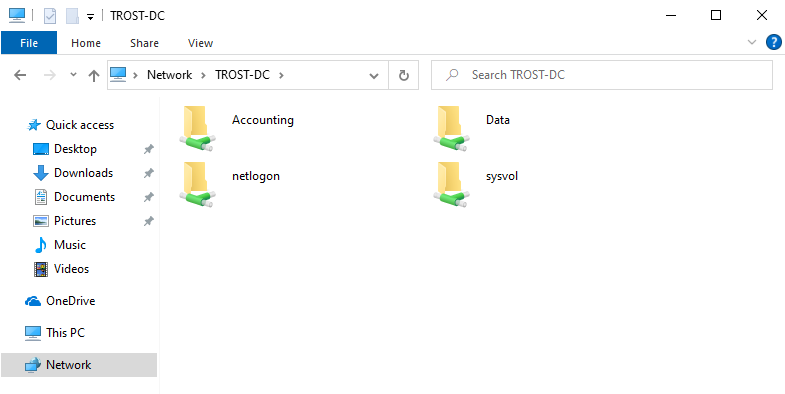 TROST-DC
File Home Share View
Network TROST-DC Search TROST-DC
Quick access
Desktop
Downloads
Documents
Pictures
Music
Videos
OneDrive
This PC
Network
Accounting Data
netlogon sysvol